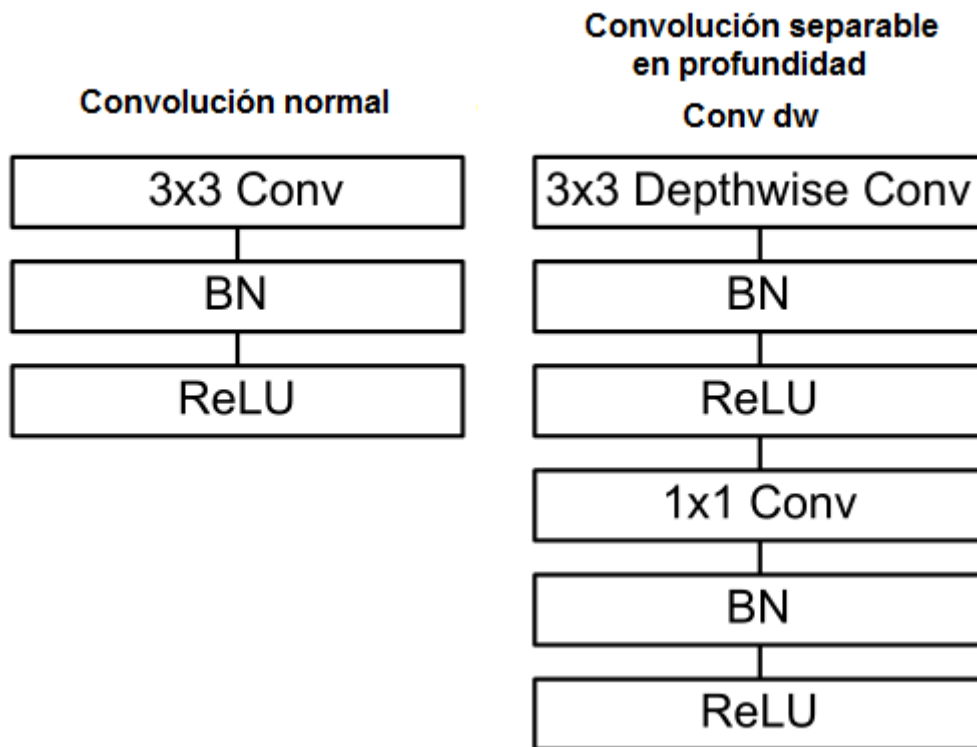 Convolución normal
3x3 Conv
BN
ReLU
Convolución separable
en profundidad
Conv dw
3x3 Depthwise Conv
BN
ReLU
1x1 Conv
BN
ReLU